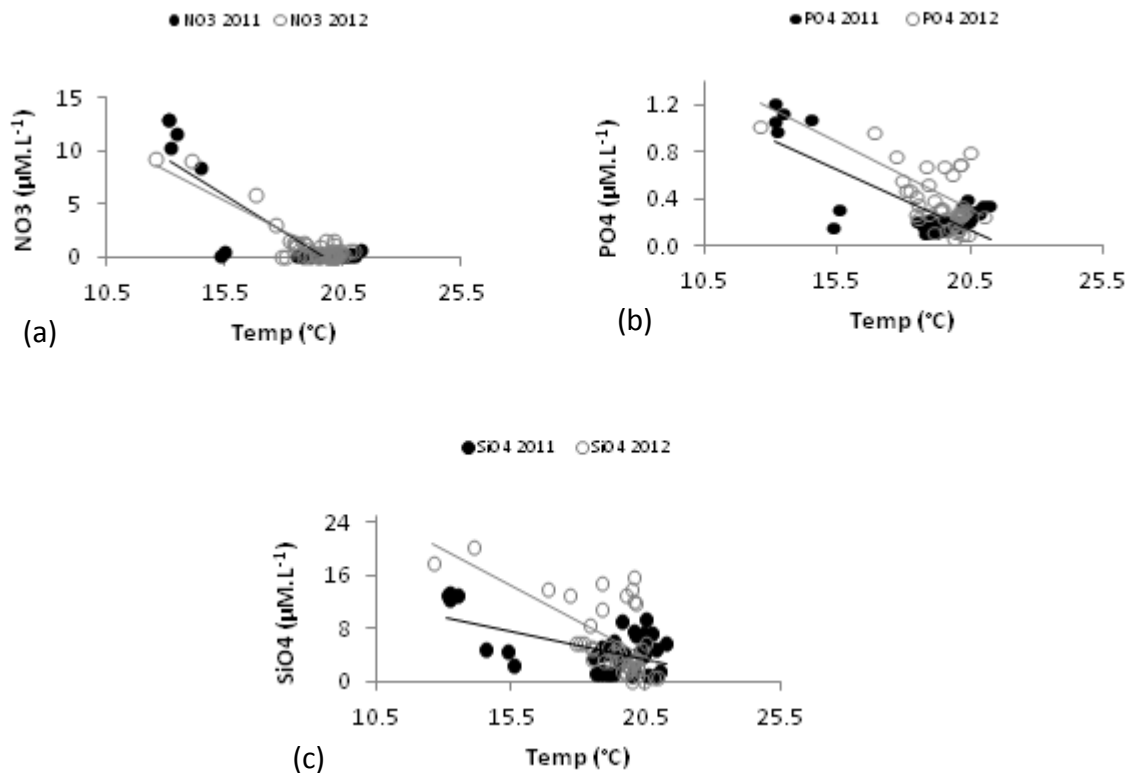 NO3 2011 NO3 2012
15
10
5
0
10.5 15.5 20.5 25.5
NO3 (µM.L⁻¹)
Temp (°C)
(a)
PO4 2011 PO4 2012
1.2
0.8
0.4
0.0
10.5 15.5 20.5 25.5
PO4 (µM.L⁻¹)
Temp (°C)
(b)
SiO4 2011 SiO4 2012
24
16
8
0
10.5 15.5 20.5 25.5
SiO4 (µM.L⁻¹)
Temp (°C)
(c)